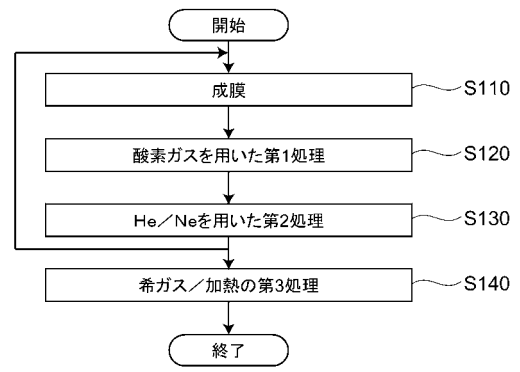 開始
成膜
S110
酸素ガスを用いた第1処理
S120
He／Neを用いた第2処理
S130
希ガス／加熱の第3処理
S140
終了